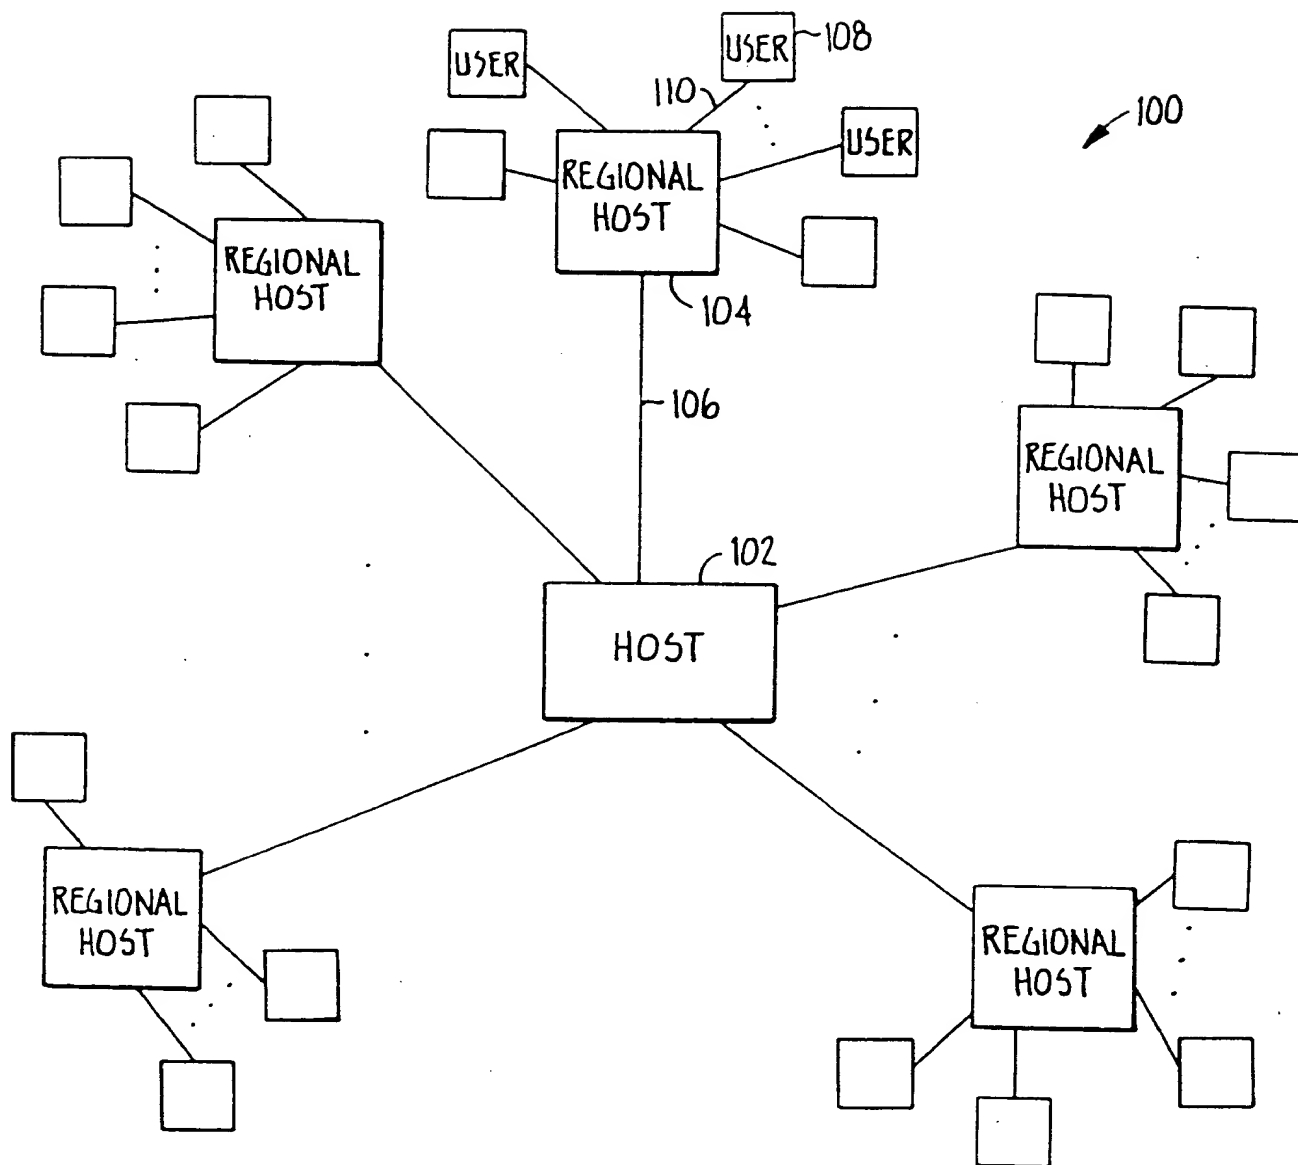 USER
USER
108
110
100
USER
REGIONAL
HOST
REGIONAL
HOST
104
106
REGIONAL
HOST
102
HOST
REGIONAL
HOST
REGIONAL
HOST